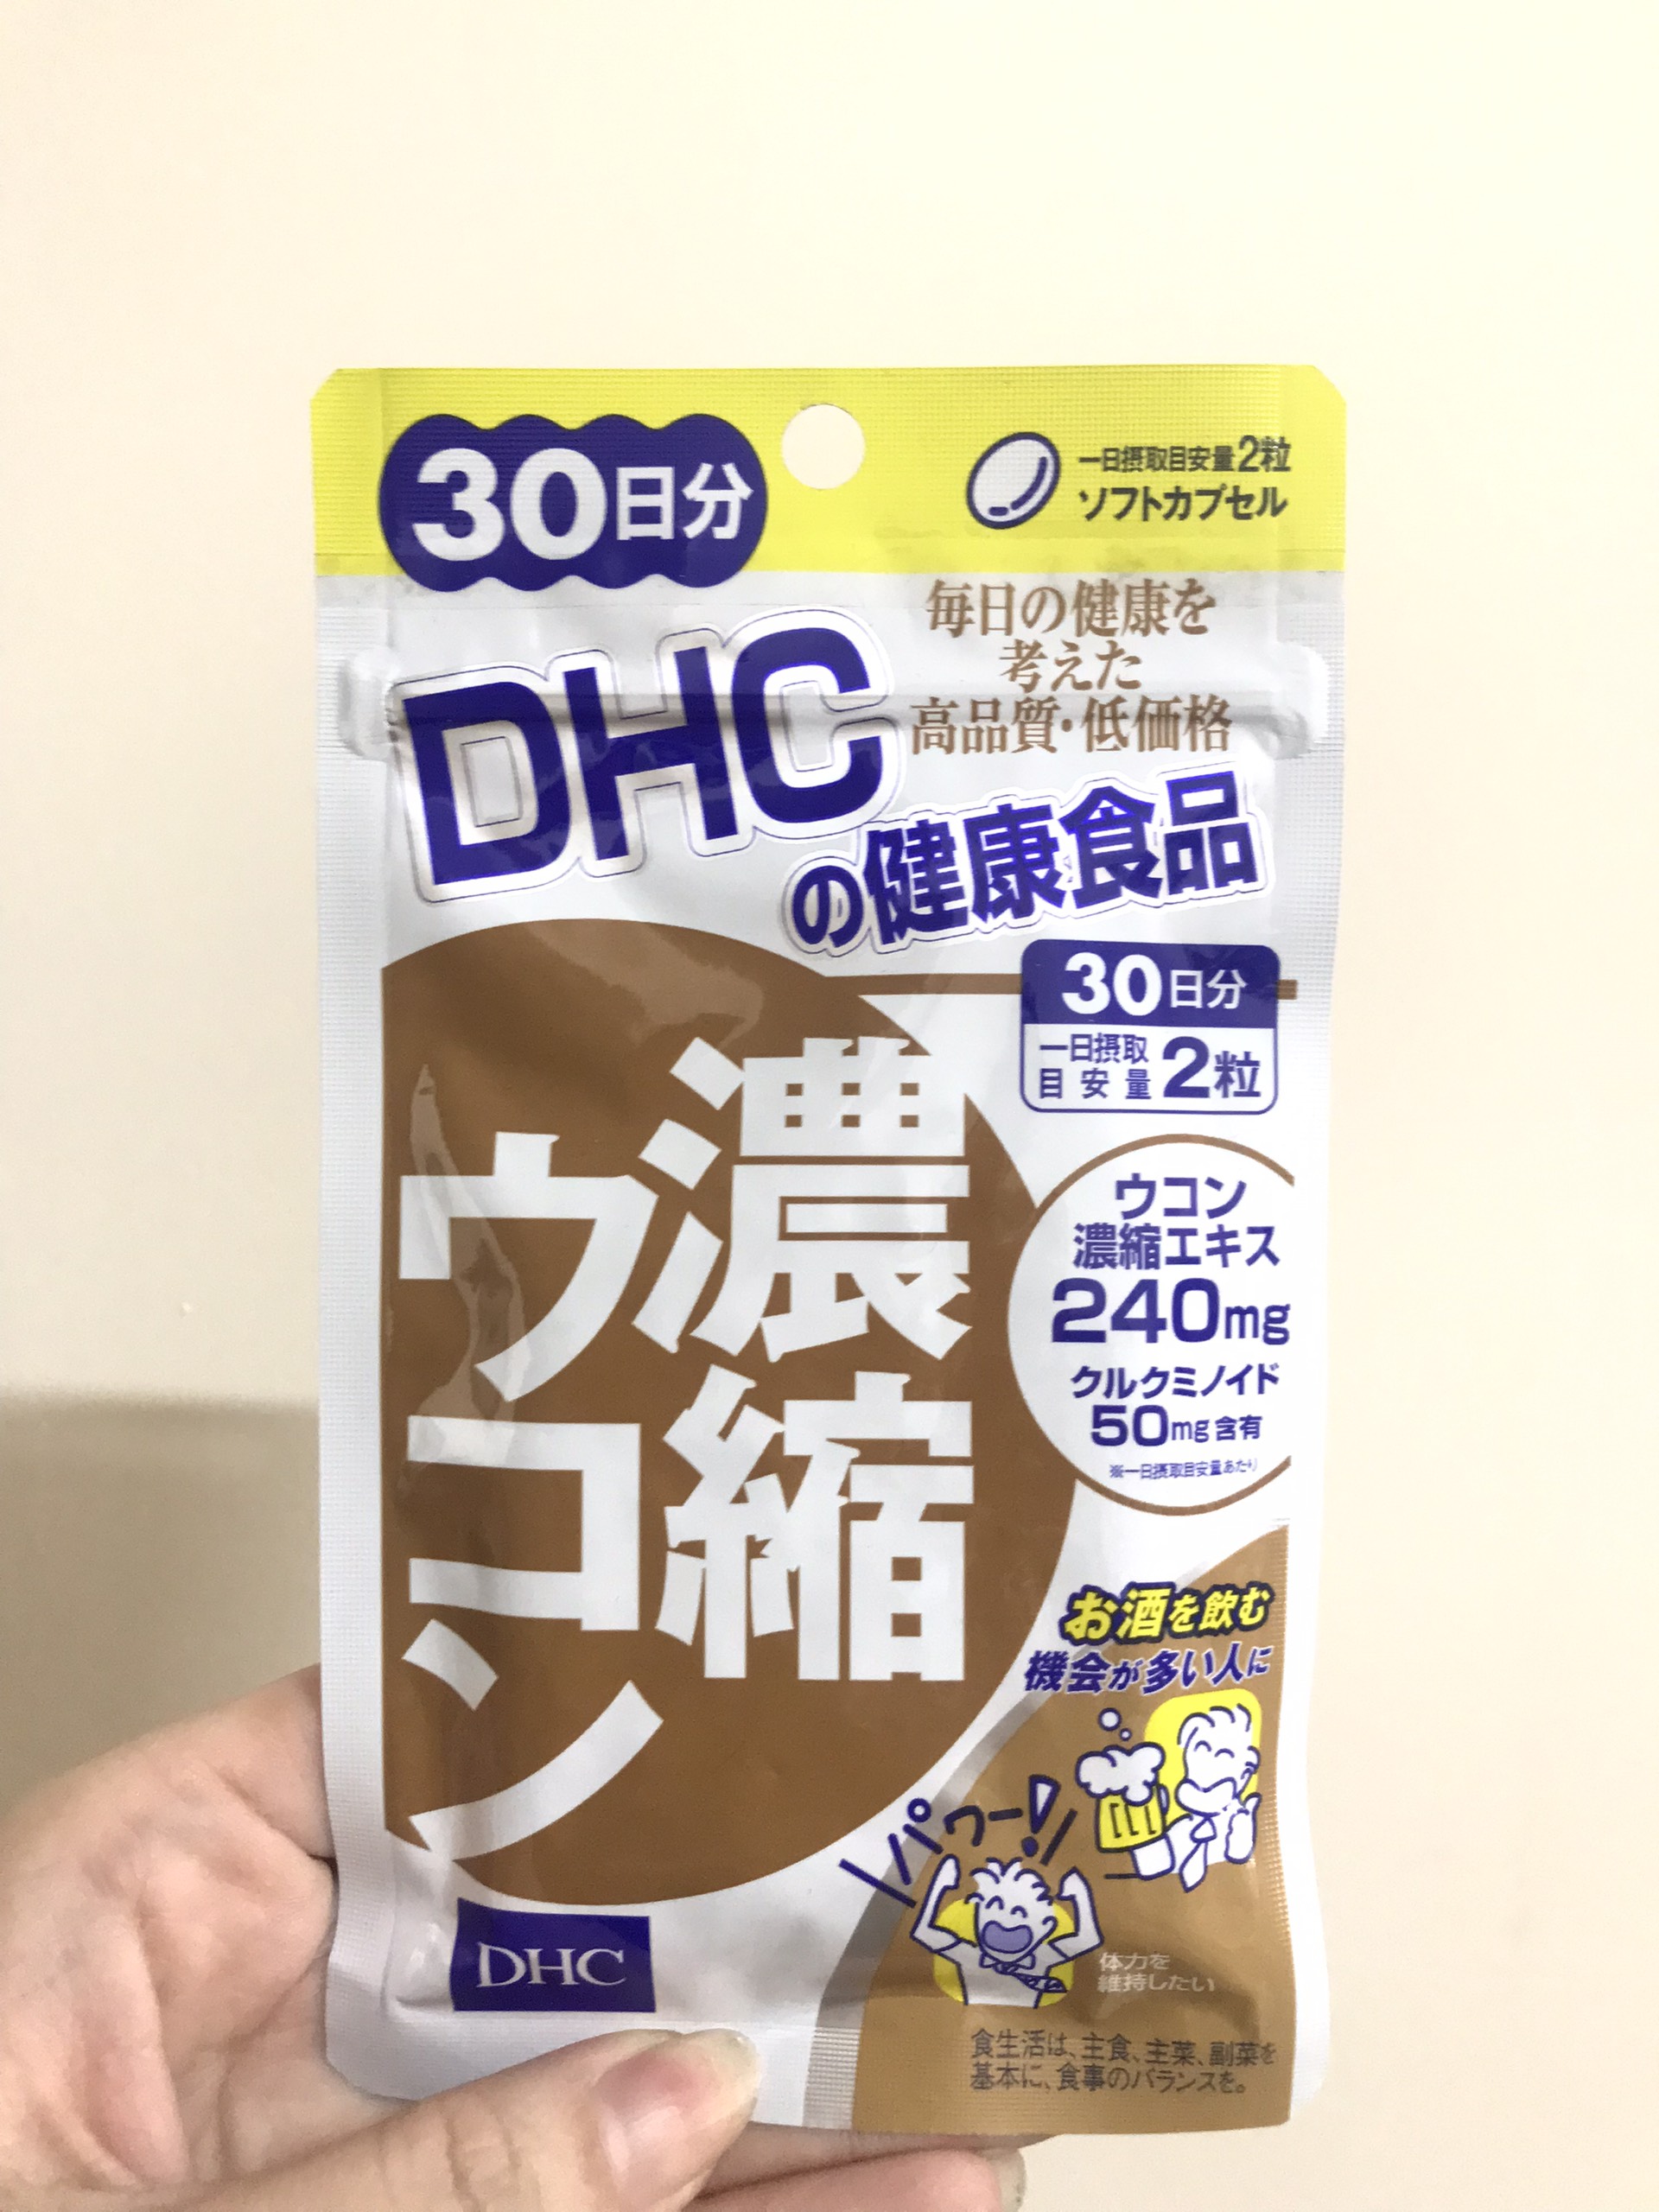 30日分
一日摂取目安量2粒
ソフトカプセル
毎日の健康を
考えた
高品質・低価格
DHC
の健康食品
30日分
一日摂取
目安量 2粒
濃縮
ウコン
ウコン
濃縮エキス
240mg
クルクミノイド
50mg含有
※一日摂取目安量あたり
お酒を飲む
機会が多い人に
パワー!
体力を
維持したい
DHC
食生活は、主食、主菜、副菜を
基本に、食事のバランスを。